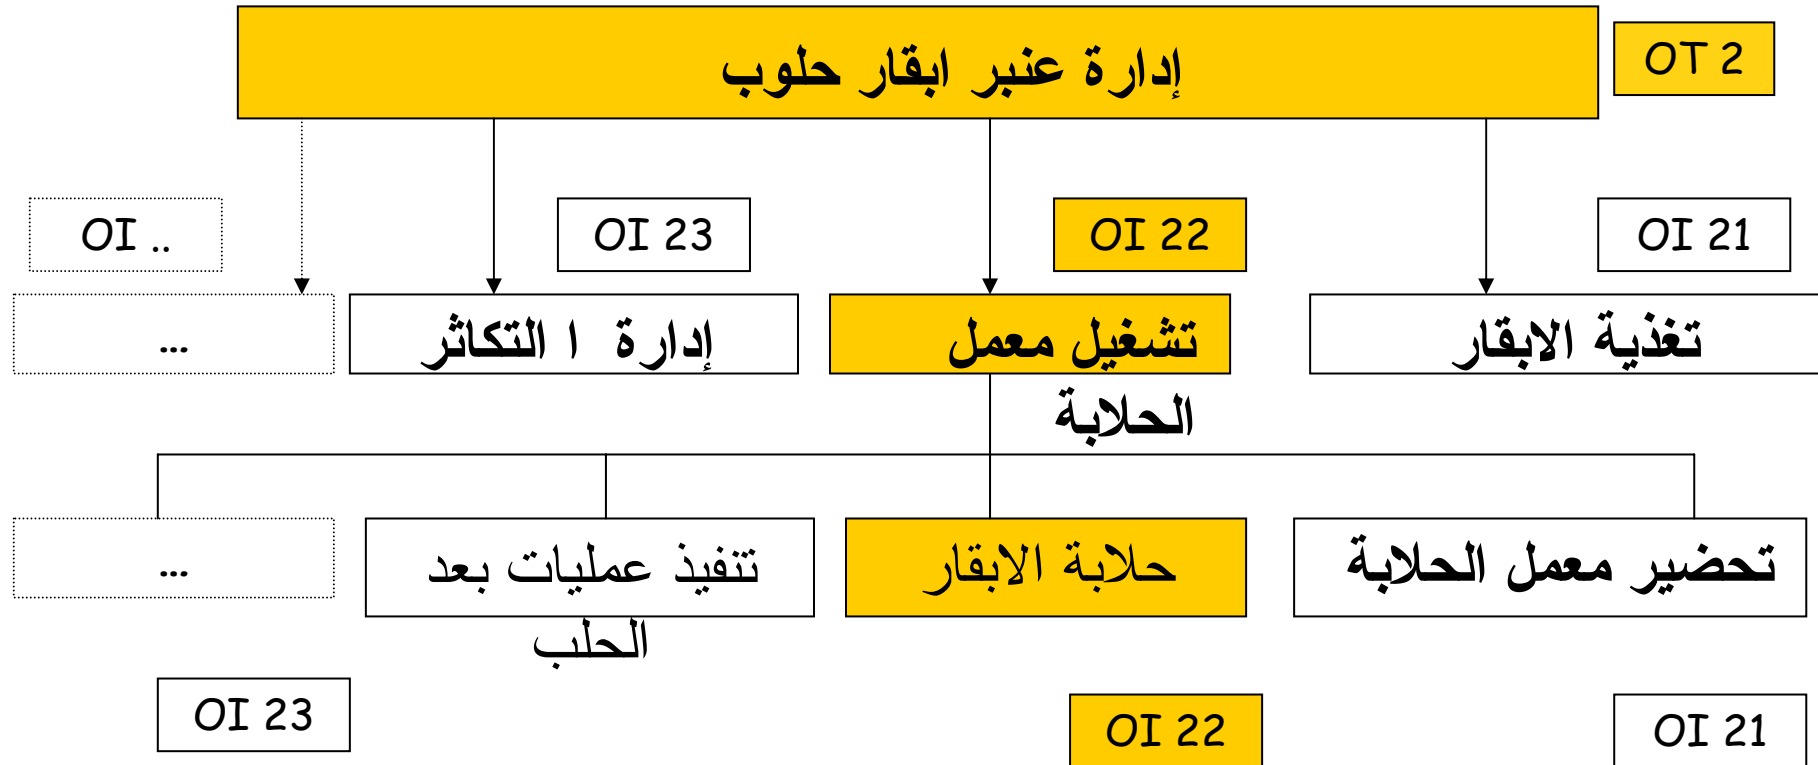 إدارة عنبر ابقار حلوب
OT 2
OI 21
OI 22
OI 23
OI ..
تغذية الابقار
تشغيل معمل
الحلابة
إدارة ا التكاثر
...
تحضير معمل الحلابة
حلابة الابقار
تنفيذ عمليات بعد
الحلب
...
OI 21
OI 22
OI 23